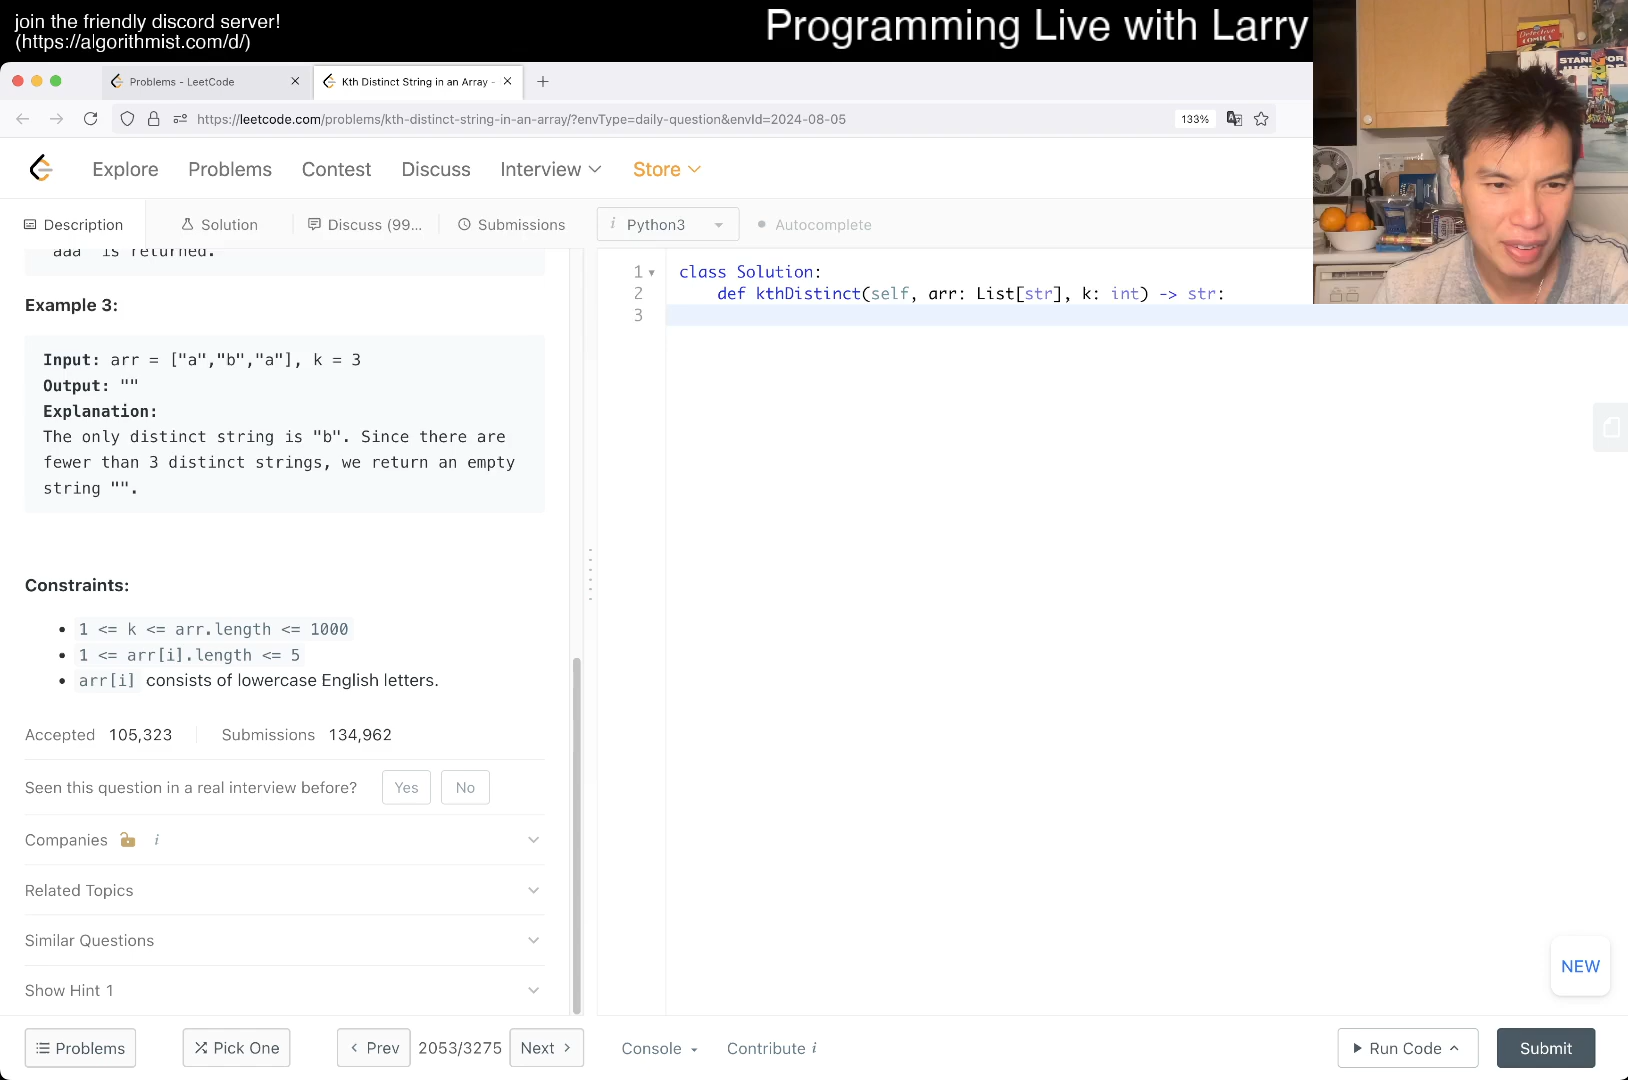 join the friendly discord server!
(https://algorithmist.com/d/)
Programming Live with Larry
Problems - LeetCode
Kth Distinct String in an Array -
https://leetcode.com/problems/kth-distinct-string-in-an-array/?envType=daily-question&envId=2024-08-05
133%
Explore
Problems
Contest
Discuss
Interview
Store
Description
Solution
Discuss (99...
Submissions
i Python3
Autocomplete
"aaa" is returned.
Example 3:
Input: arr = ["a","b","a"], k = 3
Output: ""
Explanation:
The only distinct string is "b". Since there are
fewer than 3 distinct strings, we return an empty
string "".
Constraints:
1 <= k <= arr.length <= 1000
1 <= arr[i].length <= 5
arr[i] consists of lowercase English letters.
Accepted 105,323
Submissions 134,962
Seen this question in a real interview before?
Yes
No
Companies i
Related Topics
Similar Questions
Show Hint 1
1 class Solution:
2 def kthDistinct(self, arr: List[str], k: int) -> str:
3
NEW
Problems
Pick One
Prev
2053/3275
Next
Console
Contribute i
Run Code
Submit